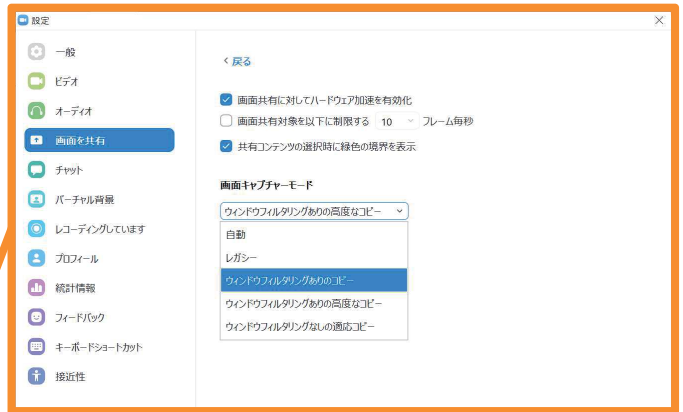 設定
一般
ビデオ
オーディオ
画面を共有
チャット
バーチャル背景
レコーディングしています
プロフィール
統計情報
フィードバック
キーボードショートカット
接近性
< 戻る
画面共有に対してハードウェア加速を有効化
画面共有対象を以下に制限する 10 フレーム毎秒
共有コンテンツの選択時に緑色の境界を表示
画面キャプチャーモード
ウィンドウフィルタリングありの高度なコピー
自動
レガシー
ウィンドウフィルタリングありのコピー
ウィンドウフィルタリングありの高度なコピー
ウィンドウフィルタリングなしの適応コピー